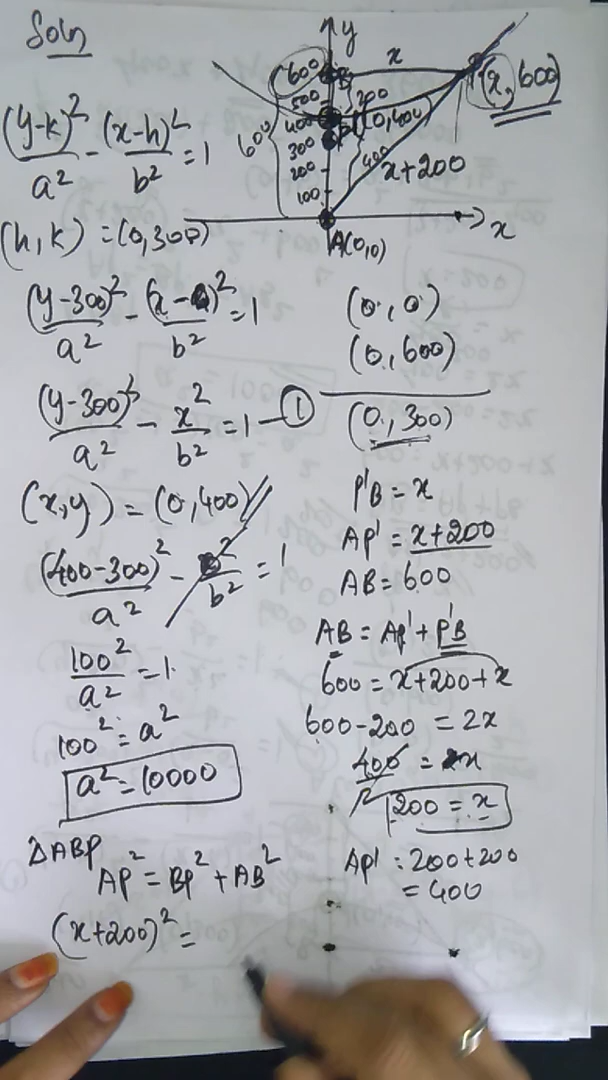 Soln
y
600
500
400
300
200
100
600
B
x
200
(x, 600)
P'
(0,400)
400
x+200
A(0,0)
x
(y-k)²/a² - (x-h)²/b² = 1
(h, k) = (0, 300)
(y-300)²/a² - (x-0)²/b² = 1
(y-300)²/a² - x²/b² = 1 - ①
(x,y) = (0,400)
(400-300)²/a² - 0²/b² = 1
100²/a² = 1
100² = a²
a² = 10000
△ABP
AP² = BP² + AB²
(x+200)² =
(0, 0)
(0, 600)
(0, 300)
P'B = x
AP' = x+200
AB = 600
AB = AP' + P'B
600 = x+200+x
600-200 = 2x
400 = 2x
200 = x
AP' = 200+200
= 400